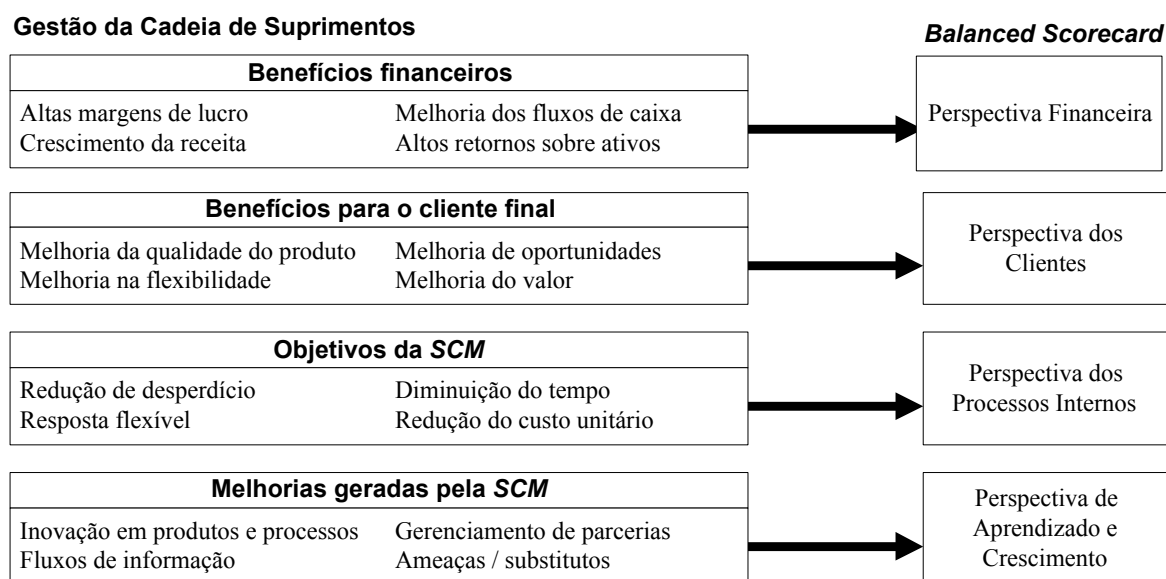 Gestão da Cadeia de Suprimentos
Balanced Scorecard
Benefícios financeiros
Altas margens de lucro
Melhoria dos fluxos de caixa
Crescimento da receita
Altos retornos sobre ativos
Perspectiva Financeira
Benefícios para o cliente final
Melhoria da qualidade do produto
Melhoria de oportunidades
Melhoria na flexibilidade
Melhoria do valor
Perspectiva dos
Clientes
Objetivos da SCM
Redução de desperdício
Diminuição do tempo
Resposta flexível
Redução do custo unitário
Perspectiva dos
Processos Internos
Melhorias geradas pela SCM
Inovação em produtos e processos
Gerenciamento de parcerias
Fluxos de informação
Ameaças / substitutos
Perspectiva de
Aprendizado e
Crescimento